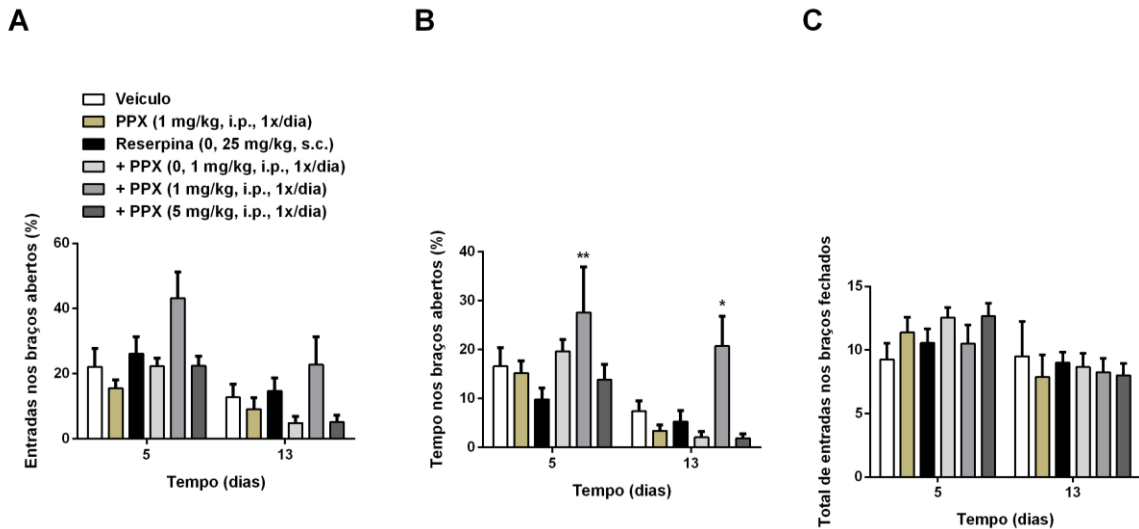 A
B
C
Veículo
PPX (1 mg/kg, i.p., 1x/dia)
Reserpina (0, 25 mg/kg, s.c.)
+ PPX (0, 1 mg/kg, i.p., 1x/dia)
+ PPX (1 mg/kg, i.p., 1x/dia)
+ PPX (5 mg/kg, i.p., 1x/dia)
Entradas nos braços abertos (%)
60
40
20
0
5
13
Tempo (dias)
Tempo nos braços abertos (%)
40
30
20
10
0
**
*
5
13
Tempo (dias)
Total de entradas nos braços fechados
15
10
5
0
5
13
Tempo (dias)